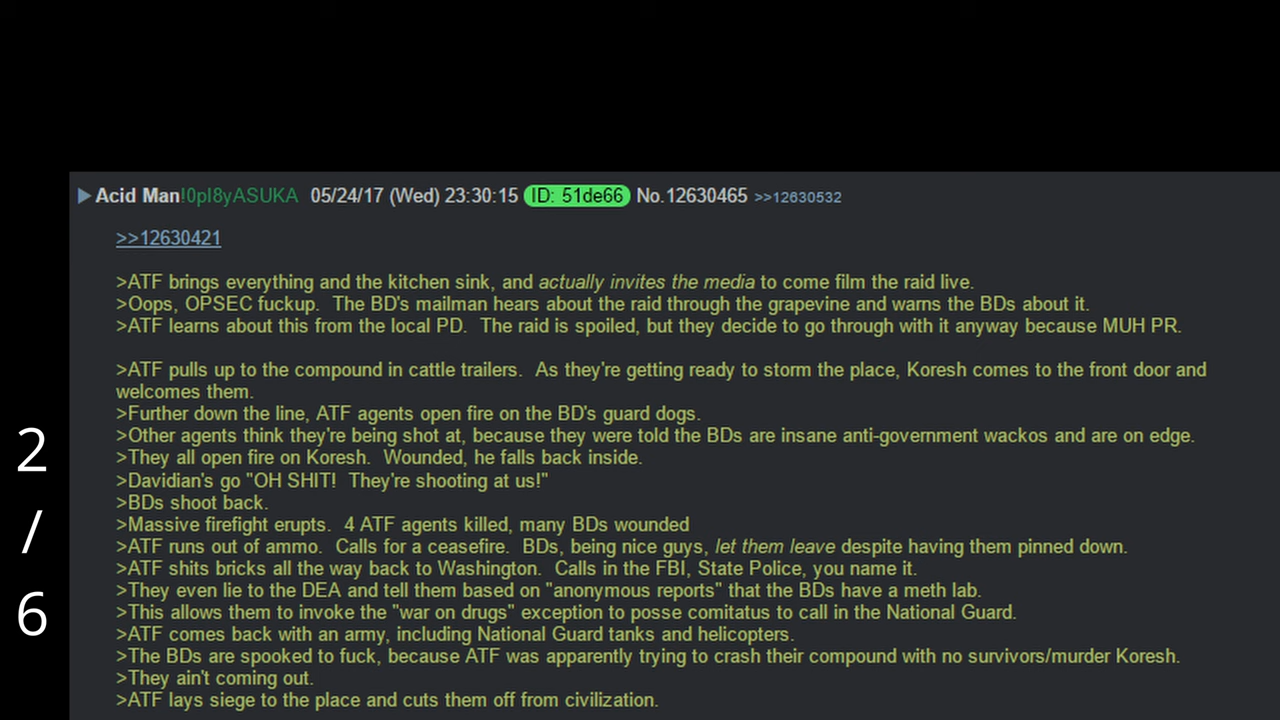 ▶Acid Man!0pI8yASUKA 05/24/17 (Wed) 23:30:15 ID: 51de66 No.12630465 >>12630532
>>12630421
>ATF brings everything and the kitchen sink, and actually invites the media to come film the raid live.
>Oops, OPSEC fuckup. The BD's mailman hears about the raid through the grapevine and warns the BDs about it.
>ATF learns about this from the local PD. The raid is spoiled, but they decide to go through with it anyway because MUH PR.
>ATF pulls up to the compound in cattle trailers. As they're getting ready to storm the place, Koresh comes to the front door and
welcomes them.
>Further down the line, ATF agents open fire on the BD's guard dogs.
>Other agents think they're being shot at, because they were told the BDs are insane anti-government wackos and are on edge.
>They all open fire on Koresh. Wounded, he falls back inside.
>Davidian's go "OH SHIT! They're shooting at us!"
>BDs shoot back.
>Massive firefight erupts. 4 ATF agents killed, many BDs wounded
>ATF runs out of ammo. Calls for a ceasefire. BDs, being nice guys, let them leave despite having them pinned down.
>ATF shits bricks all the way back to Washington. Calls in the FBI, State Police, you name it.
>They even lie to the DEA and tell them based on "anonymous reports" that the BDs have a meth lab.
>This allows them to invoke the "war on drugs" exception to posse comitatus to call in the National Guard.
>ATF comes back with an army, including National Guard tanks and helicopters.
>The BDs are spooked to fuck, because ATF was apparently trying to crash their compound with no survivors/murder Koresh.
>They ain't coming out.
>ATF lays siege to the place and cuts them off from civilization.
2
/
6